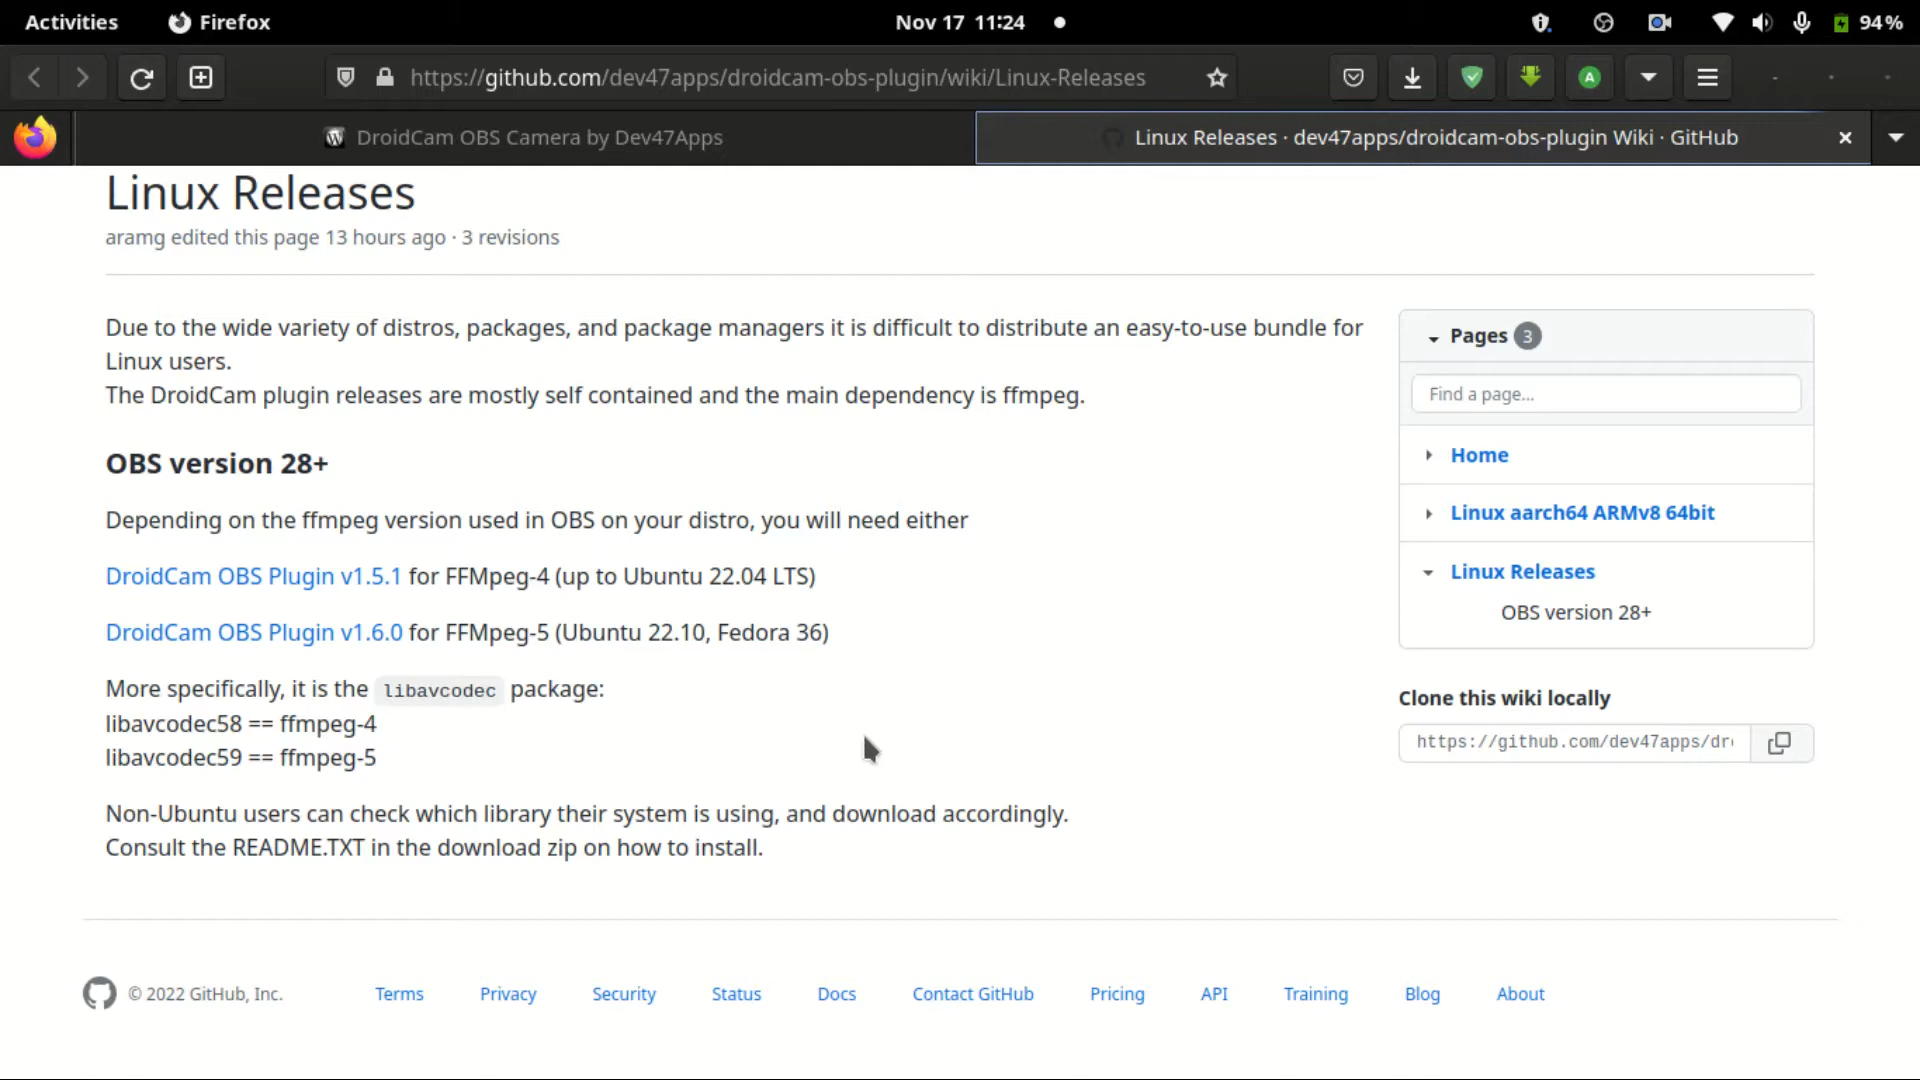 Activities Firefox Nov 17 11:24 94%
https://github.com/dev47apps/droidcam-obs-plugin/wiki/Linux-Releases
DroidCam OBS Camera by Dev47Apps
Linux Releases · dev47apps/droidcam-obs-plugin Wiki · GitHub
Linux Releases
aramg edited this page 13 hours ago · 3 revisions
Due to the wide variety of distros, packages, and package managers it is difficult to distribute an easy-to-use bundle for
Linux users.
The DroidCam plugin releases are mostly self contained and the main dependency is ffmpeg.
OBS version 28+
Depending on the ffmpeg version used in OBS on your distro, you will need either
DroidCam OBS Plugin v1.5.1 for FFMpeg-4 (up to Ubuntu 22.04 LTS)
DroidCam OBS Plugin v1.6.0 for FFMpeg-5 (Ubuntu 22.10, Fedora 36)
More specifically, it is the libavcodec package:
libavcodec58 == ffmpeg-4
libavcodec59 == ffmpeg-5
Non-Ubuntu users can check which library their system is using, and download accordingly.
Consult the README.TXT in the download zip on how to install.
Pages 3
Find a page...
Home
Linux aarch64 ARMv8 64bit
Linux Releases
OBS version 28+
Clone this wiki locally
https://github.com/dev47apps/dr
© 2022 GitHub, Inc. Terms Privacy Security Status Docs Contact GitHub Pricing API Training Blog About